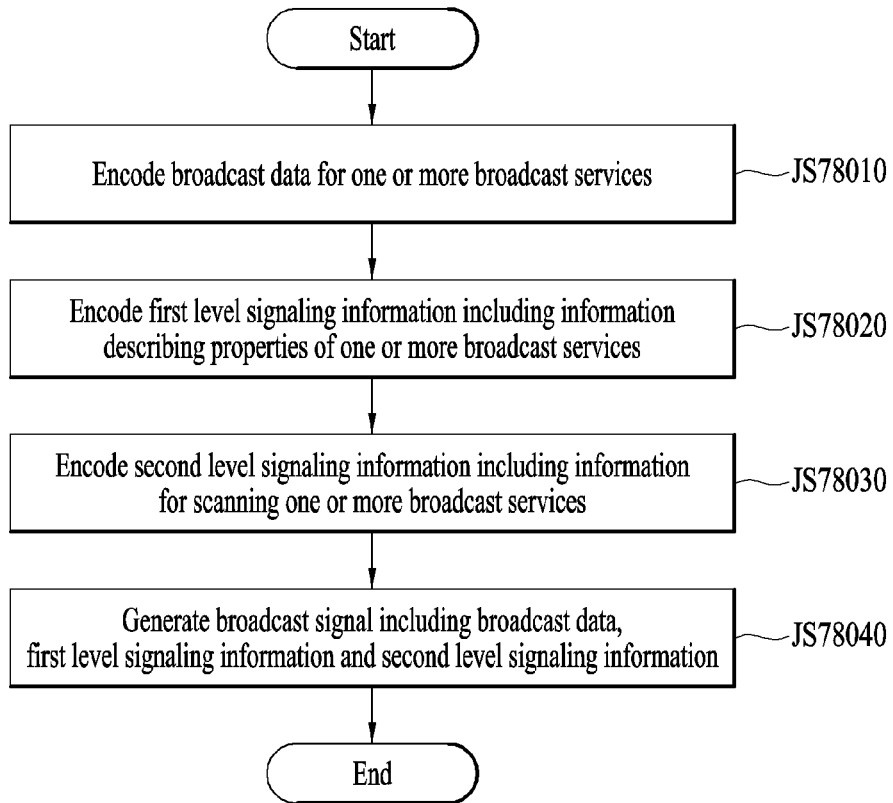 Start
Encode broadcast data for one or more broadcast services
JS78010
Encode first level signaling information including information
describing properties of one or more broadcast services
JS78020
Encode second level signaling information including information
for scanning one or more broadcast services
JS78030
Generate broadcast signal including broadcast data,
first level signaling information and second level signaling information
JS78040
End